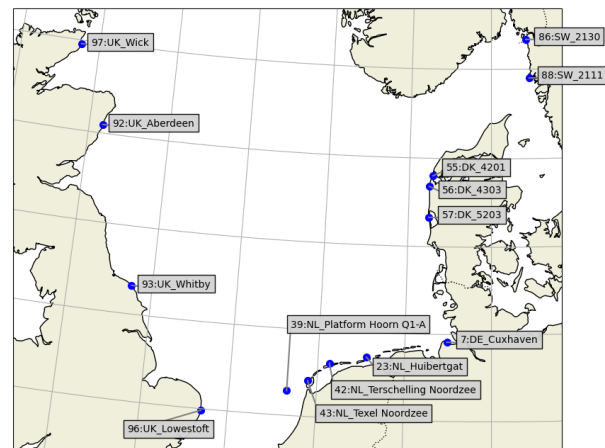 97:UK_Wick
86:SW_2130
88:SW_2111
92:UK_Aberdeen
55:DK_4201
56:DK_4303
57:DK_5203
93:UK_Whitby
39:NL_Platform Hoorn Q1-A
7:DE_Cuxhaven
23:NL_Huibertgat
42:NL_Terschelling Noordzee
43:NL_Texel Noordzee
96:UK_Lowestoft